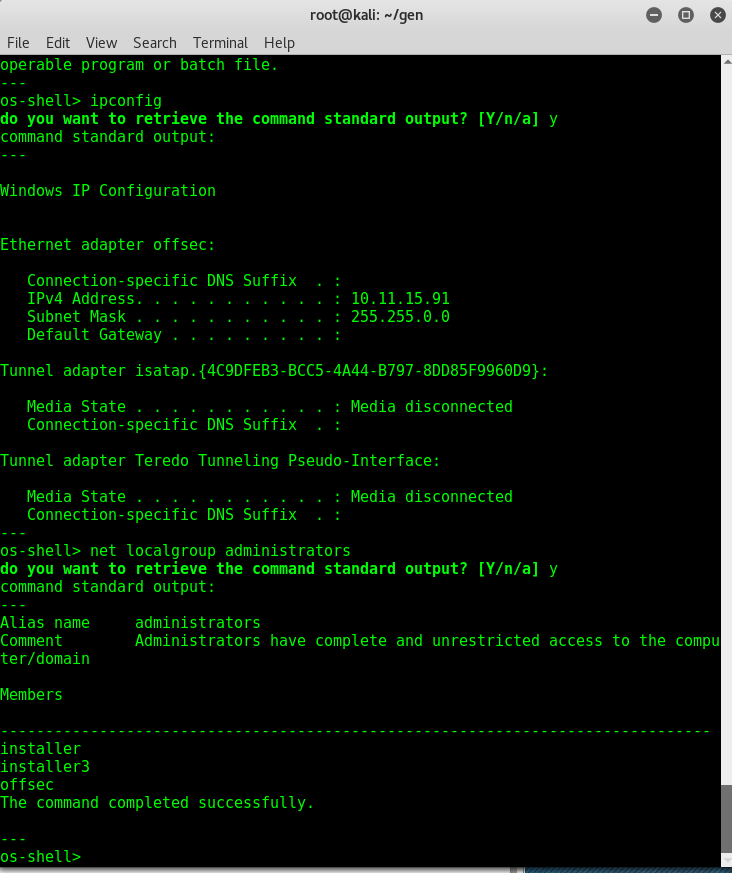 root@kali: ~/gen
File Edit View Search Terminal Help
operable program or batch file.
---
os-shell> ipconfig
do you want to retrieve the command standard output? [Y/n/a] y
command standard output:
---
Windows IP Configuration
Ethernet adapter offsec:
   Connection-specific DNS Suffix  . :
   IPv4 Address. . . . . . . . . . . : 10.11.15.91
   Subnet Mask . . . . . . . . . . . : 255.255.0.0
   Default Gateway . . . . . . . . . :
Tunnel adapter isatap.{4C9DFEB3-BCC5-4A44-B797-8DD85F9960D9}:
   Media State . . . . . . . . . . . : Media disconnected
   Connection-specific DNS Suffix  . :
Tunnel adapter Teredo Tunneling Pseudo-Interface:
   Media State . . . . . . . . . . . : Media disconnected
   Connection-specific DNS Suffix  . :
---
os-shell> net localgroup administrators
do you want to retrieve the command standard output? [Y/n/a] y
command standard output:
---
Alias name     administrators
Comment        Administrators have complete and unrestricted access to the compu
ter/domain
Members
-------------------------------------------------------------------------------
installer
installer3
offsec
The command completed successfully.
---
os-shell>